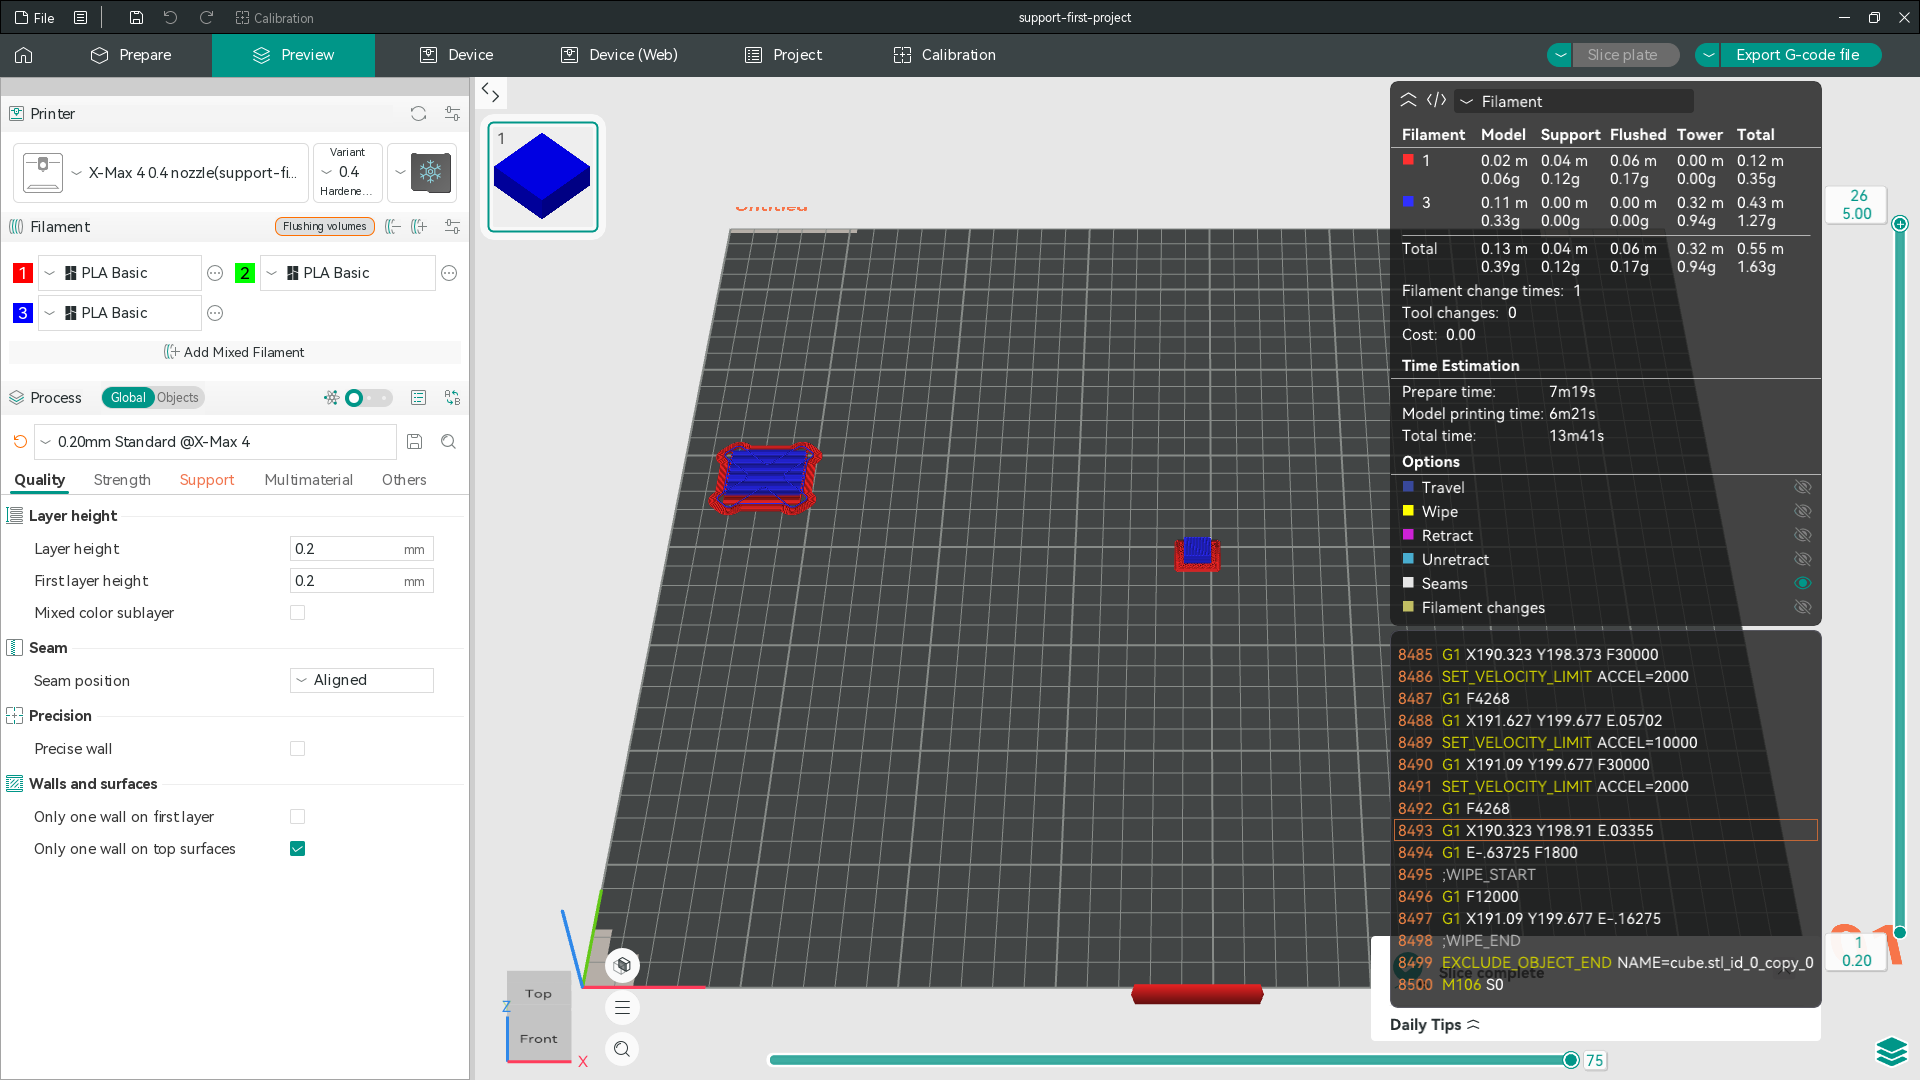 File
Calibration
support-first-project
Prepare
Preview
Device
Device (Web)
Project
Calibration
Slice plate
Export G-code file
Printer
X-Max 4 0.4 nozzle(support-fi...
Variant
0.4
Hardene...
Filament
Flushing volumes
1 PLA Basic
2 PLA Basic
3 PLA Basic
Add Mixed Filament
Process
Global
Objects
0.20mm Standard @X-Max 4
Quality
Strength
Support
Multimaterial
Others
Layer height
Layer height 0.2 mm
First layer height 0.2 mm
Mixed color sublayer
Seam
Seam position Aligned
Precision
Precise wall
Walls and surfaces
Only one wall on first layer
Only one wall on top surfaces
1
Untitled
Top
Front
Z
X
Filament
Filament Model Support Flushed Tower Total
1 0.02 m 0.04 m 0.06 m 0.00 m 0.12 m
0.06g 0.12g 0.17g 0.00g 0.35g
3 0.11 m 0.00 m 0.00 m 0.32 m 0.43 m
0.33g 0.00g 0.00g 0.94g 1.27g
Total 0.13 m 0.04 m 0.06 m 0.32 m 0.55 m
0.39g 0.12g 0.17g 0.94g 1.63g
Filament change times: 1
Tool changes: 0
Cost: 0.00
Time Estimation
Prepare time: 7m19s
Model printing time: 6m21s
Total time: 13m41s
Options
Travel
Wipe
Retract
Unretract
Seams
Filament changes
8485 G1 X190.323 Y198.373 F30000
8486 SET_VELOCITY_LIMIT ACCEL=2000
8487 G1 F4268
8488 G1 X191.627 Y199.677 E.05702
8489 SET_VELOCITY_LIMIT ACCEL=10000
8490 G1 X191.09 Y199.677 F30000
8491 SET_VELOCITY_LIMIT ACCEL=2000
8492 G1 F4268
8493 G1 X190.323 Y198.91 E.03355
8494 G1 E-.63725 F1800
8495 ;WIPE_START
8496 G1 F12000
8497 G1 X191.09 Y199.677 E-.16275
8498 ;WIPE_END
8499 EXCLUDE_OBJECT_END NAME=cube.stl_id_0_copy_0
Slice complete
8500 M106 S0
Daily Tips
26
5.00
1
0.20
75